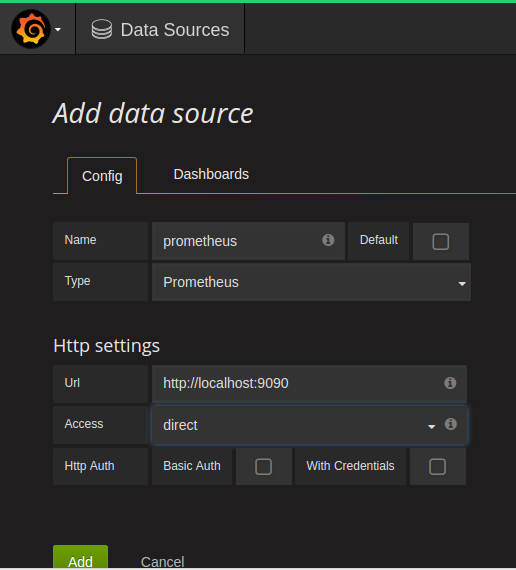 Data Sources
Add data source
Config Dashboards
Name prometheus Default
Type Prometheus
Http settings
Url http://localhost:9090
Access direct
Http Auth Basic Auth With Credentials
Add Cancel